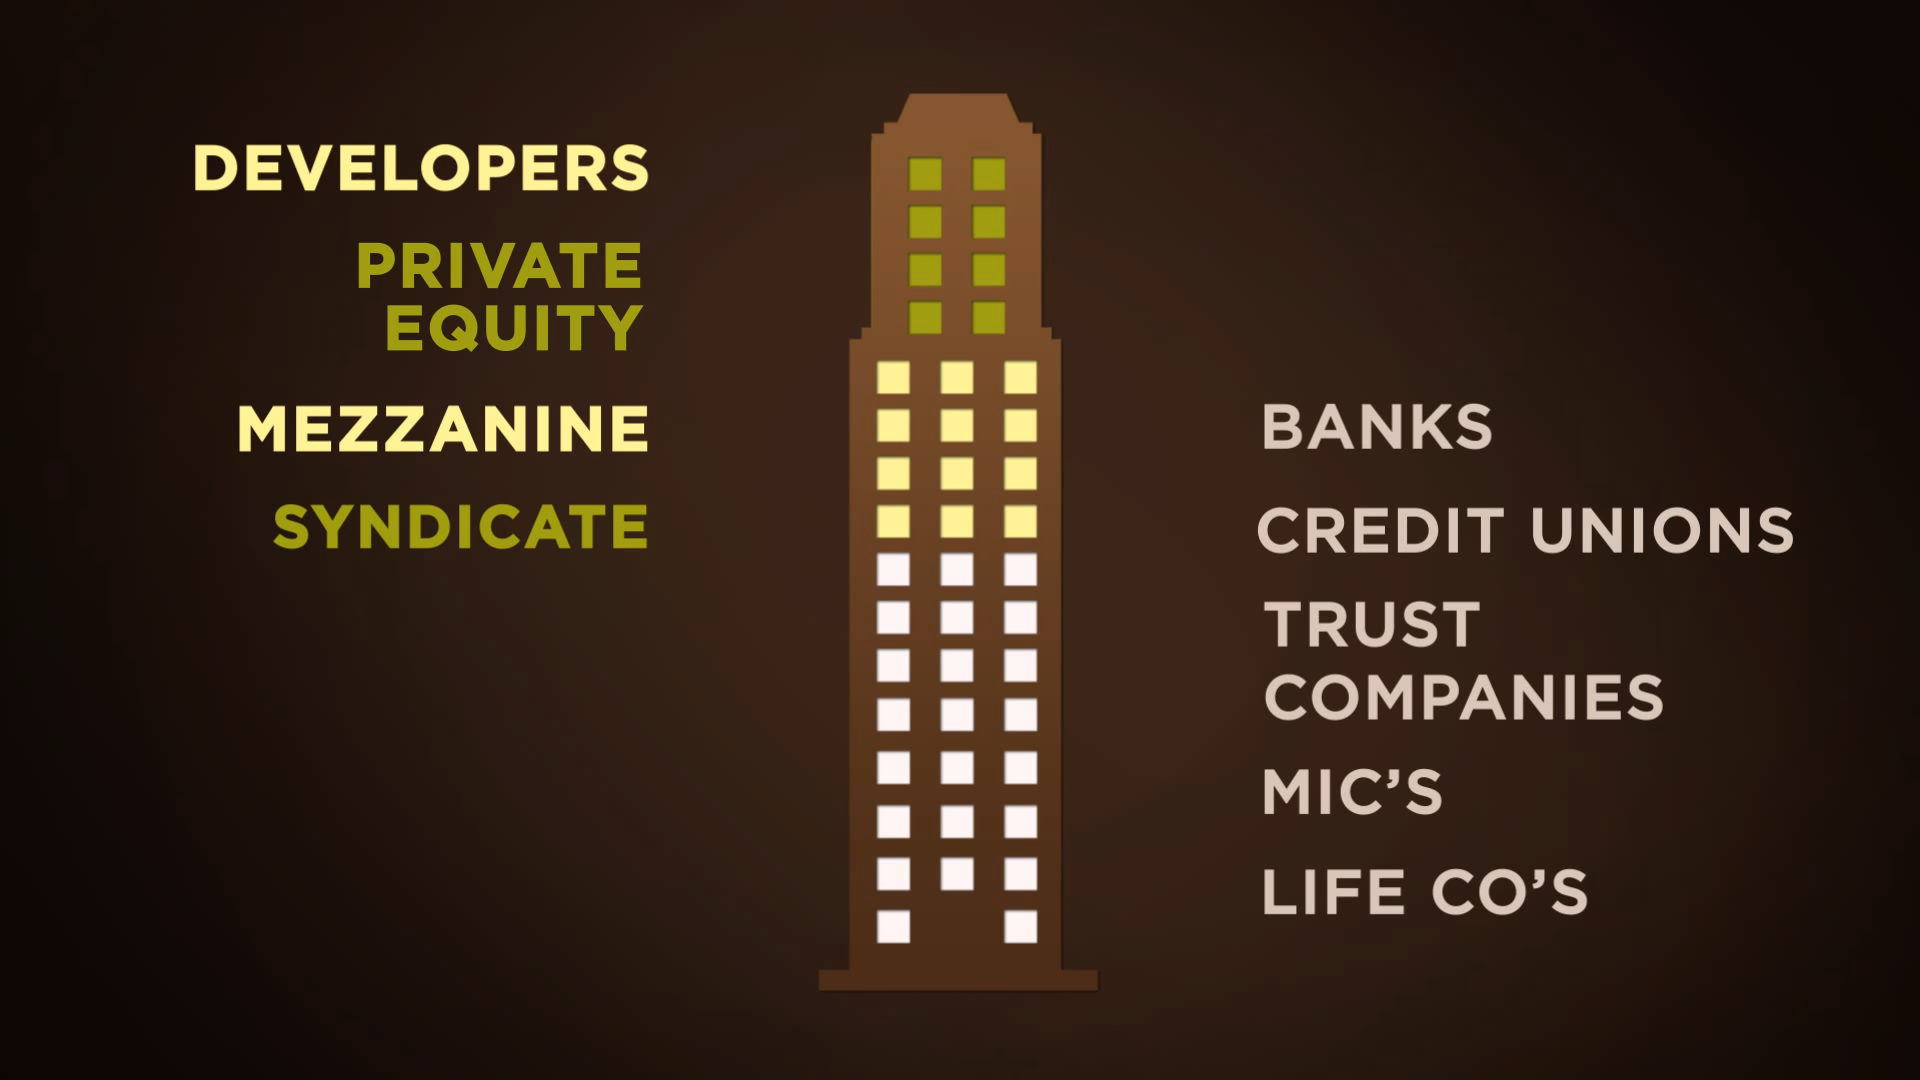 DEVELOPERS
PRIVATE
EQUITY
MEZZANINE
SYNDICATE
BANKS
CREDIT UNIONS
TRUST
COMPANIES
MIC’S
LIFE CO’S